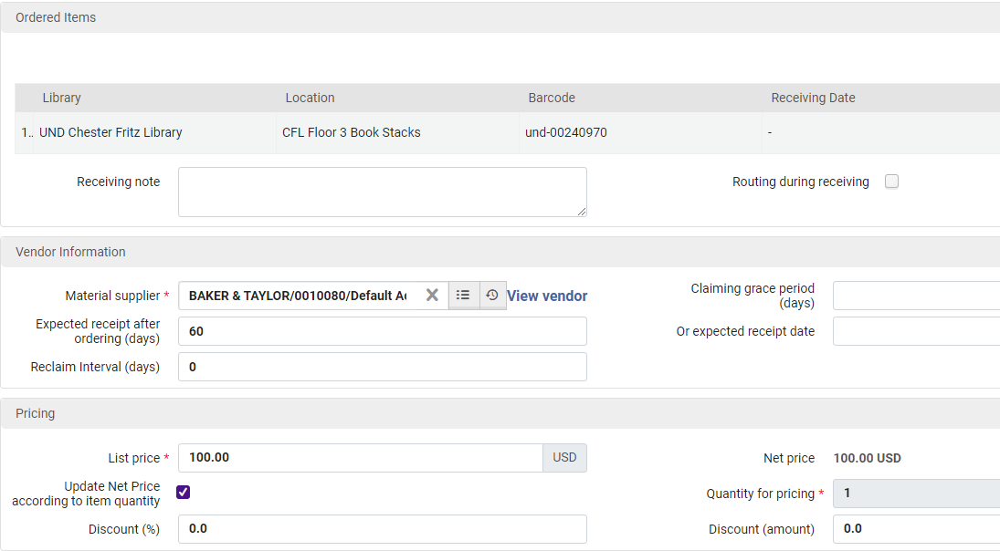 Ordered Items
Library Location Barcode Receiving Date
1.. UND Chester Fritz Library CFL Floor 3 Book Stacks und-00240970 -
Receiving note Routing during receiving
Vendor Information
Material supplier * BAKER & TAYLOR/0010080/Default Ac View vendor Claiming grace period
(days)
Expected receipt after
ordering (days) 60 Or expected receipt date
Reclaim Interval (days) 0
Pricing
List price * 100.00 USD Net price 100.00 USD
Update Net Price
according to item quantity Quantity for pricing * 1
Discount (%) 0.0 Discount (amount) 0.0